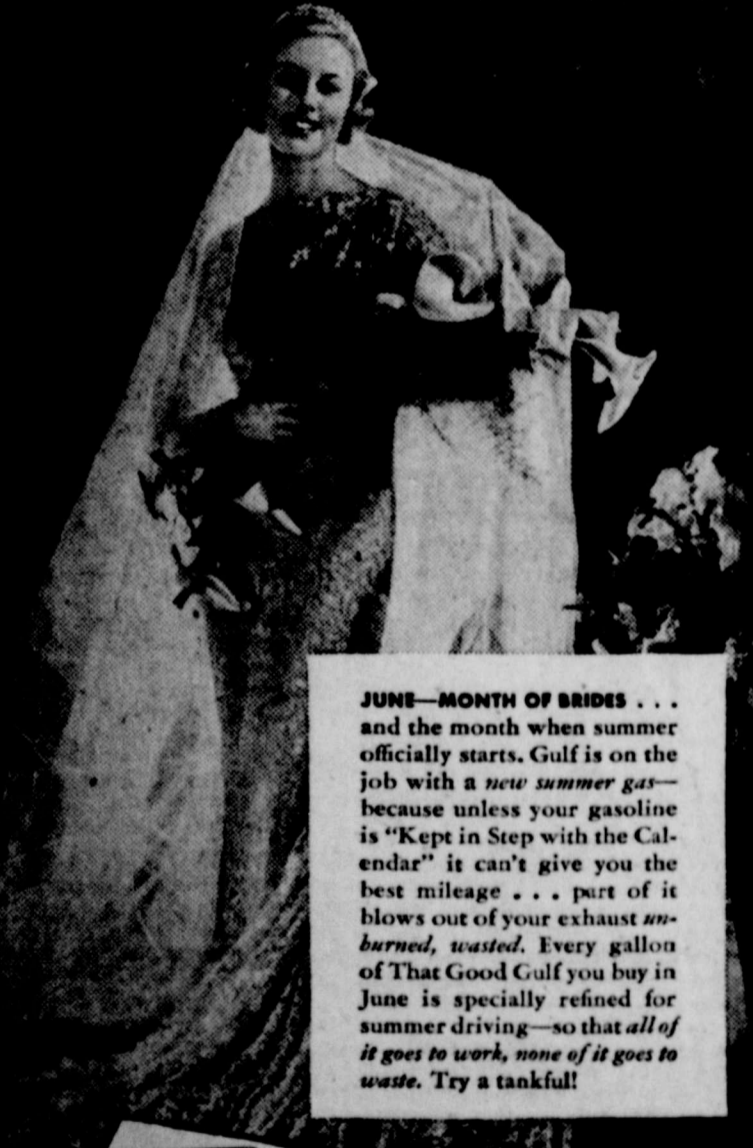 JUNE—MONTH OF BRIDES . . .
and the month when summer
officially starts. Gulf is on the
job with a new summer gas—
because unless your gasoline
is "Kept in Step with the Cal-
endar" it can't give you the
best mileage . . . part of it
blows out of your exhaust un-
burned, wasted. Every gallon
of That Good Gulf you buy in
June is specially refined for
summer driving—so that all of
it goes to work, none of it goes to
waste. Try a tankful!